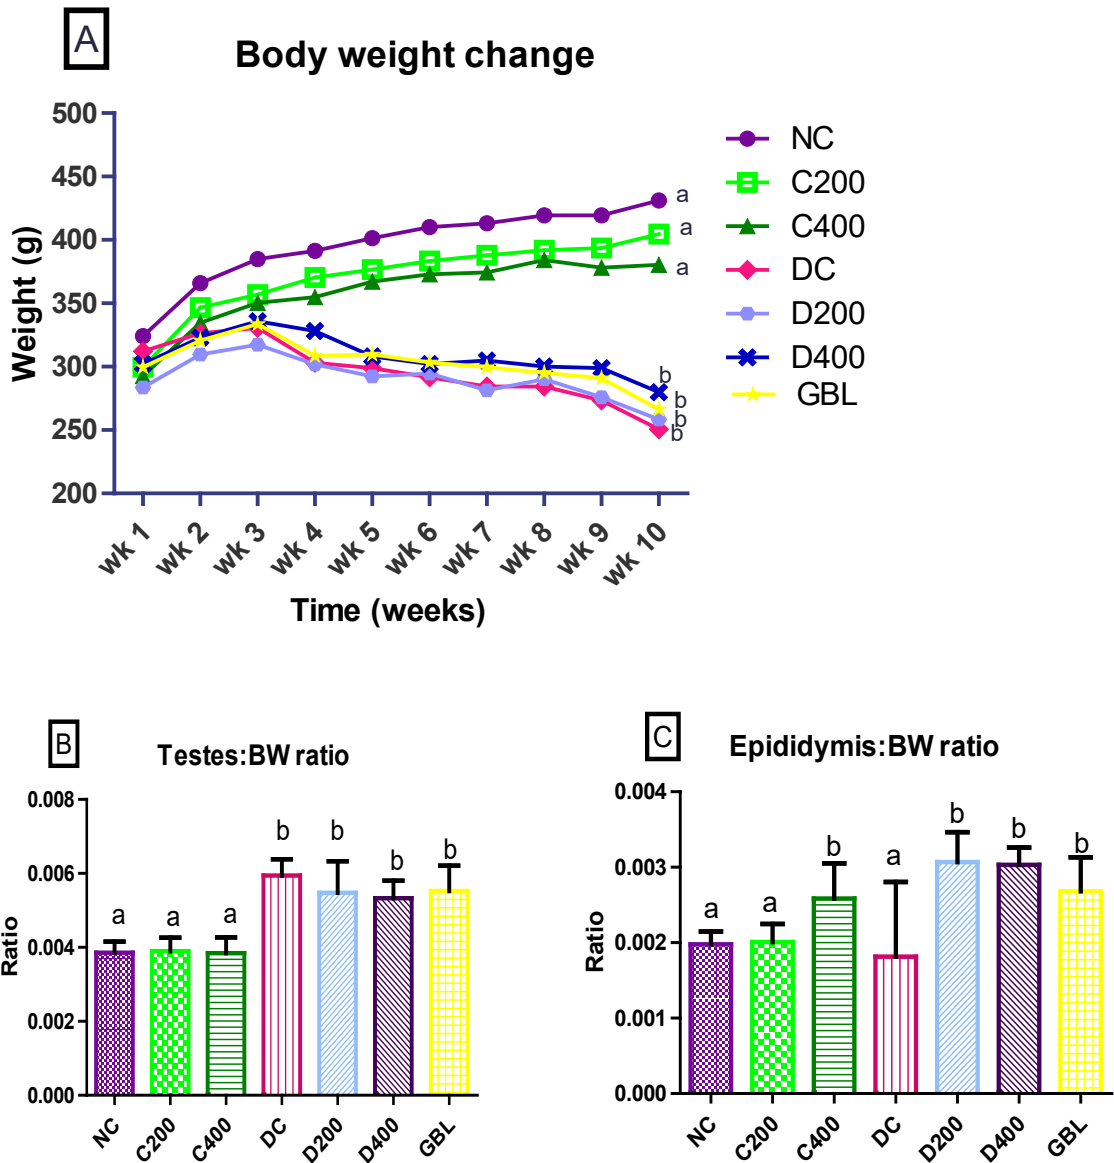 A
Body weight change
500
450
400
350
300
250
200
Weight (g)
a
a
a
b
b
b
b
NC
C200
C400
DC
D200
D400
GBL
wk 1
wk 2
wk 3
wk 4
wk 5
wk 6
wk 7
wk 8
wk 9
wk 10
Time (weeks)
B
Testes:BW ratio
0.008
0.006
0.004
0.002
0.000
Ratio
a
a
a
b
b
b
b
NC
C200
C400
DC
D200
D400
GBL
C
Epididymis:BW ratio
0.004
0.003
0.002
0.001
0.000
Ratio
a
a
b
a
b
b
b
NC
C200
C400
DC
D200
D400
GBL